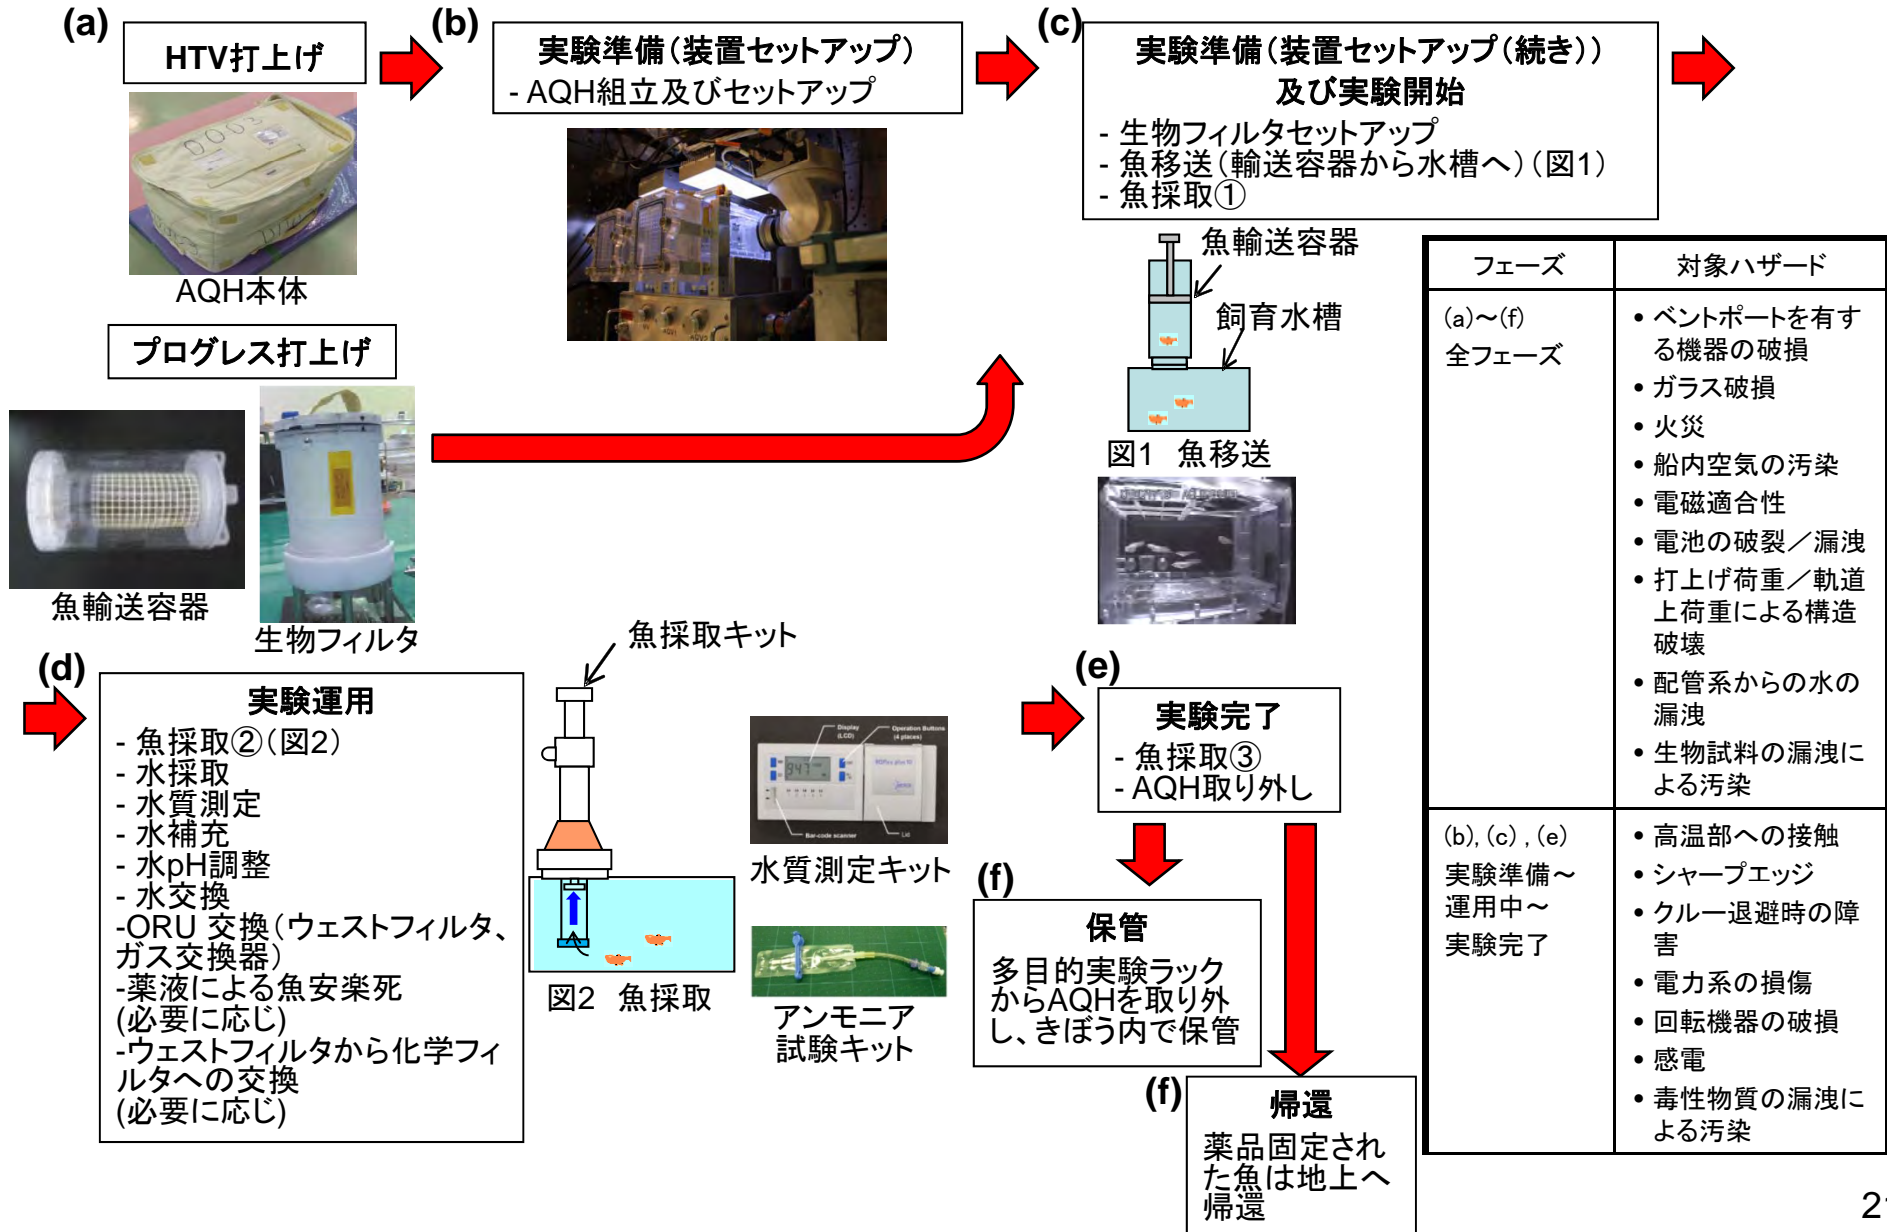 (a)
HTV打上げ
AQH本体
プログレス打上げ
魚輸送容器
生物フィルタ
(b)
実験準備(装置セットアップ)
- AQH組立及びセットアップ
(c)
実験準備(装置セットアップ(続き))
及び実験開始
- 生物フィルタセットアップ
- 魚移送(輸送容器から水槽へ)(図1)
- 魚採取①
魚輸送容器
飼育水槽
図1 魚移送
(d)
実験運用
- 魚採取②(図2)
- 水採取
- 水質測定
- 水補充
- 水pH調整
- 水交換
-ORU 交換(ウェストフィルタ、
ガス交換器)
-薬液による魚安楽死
(必要に応じ)
-ウェストフィルタから化学フィ
ルタへの交換
(必要に応じ)
魚採取キット
図2 魚採取
Display
(LCD)
Operation Buttons
(4 places)
Bar-code scanner
Lid
水質測定キット
アンモニア
試験キット
(e)
実験完了
- 魚採取③
- AQH取り外し
(f)
保管
多目的実験ラック
からAQHを取り外
し、きぼう内で保管
(f)
帰還
薬品固定され
た魚は地上へ
帰還
フェーズ
対象ハザード
(a)～(f)
全フェーズ
• ベントポートを有す
る機器の破損
• ガラス破損
• 火災
• 船内空気の汚染
• 電磁適合性
• 電池の破裂／漏洩
• 打上げ荷重／軌道
上荷重による構造
破壊
• 配管系からの水の
漏洩
• 生物試料の漏洩に
よる汚染
(b), (c) , (e)
実験準備～
運用中～
実験完了
• 高温部への接触
• シャープエッジ
• クルー退避時の障
害
• 電力系の損傷
• 回転機器の破損
• 感電
• 毒性物質の漏洩に
よる汚染